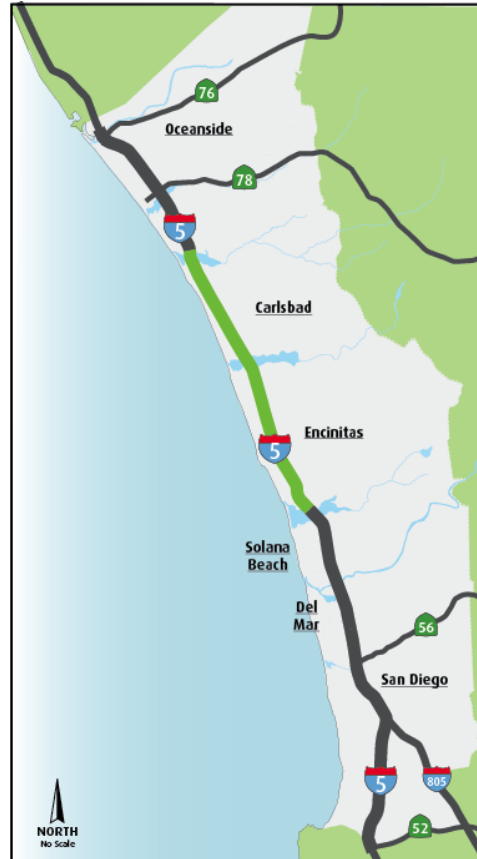 76
Oceanside
78
5
Carlsbad
Encinitas
5
Solana
Beach
Del
Mar
56
San Diego
5
805
52
NORTH
No Scale